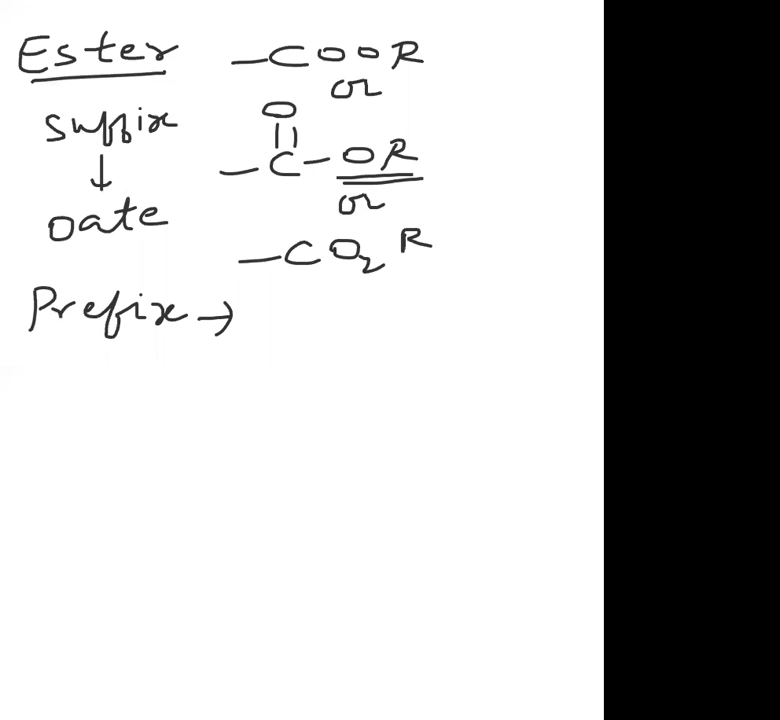 Ester —COOR
or
Suffix
O
||
—C—OR
↓
or
oate
—CO₂R
Prefix →